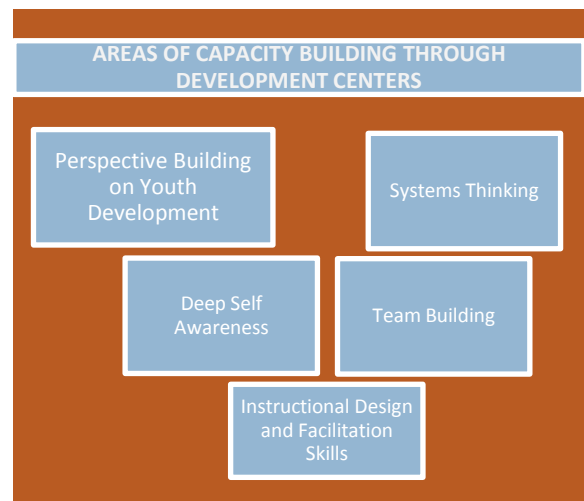 AREAS OF CAPACITY BUILDING THROUGH
DEVELOPMENT CENTERS
Perspective Building
on Youth
Development
Systems Thinking
Deep Self
Awareness
Team Building
Instructional Design
and Facilitation
Skills